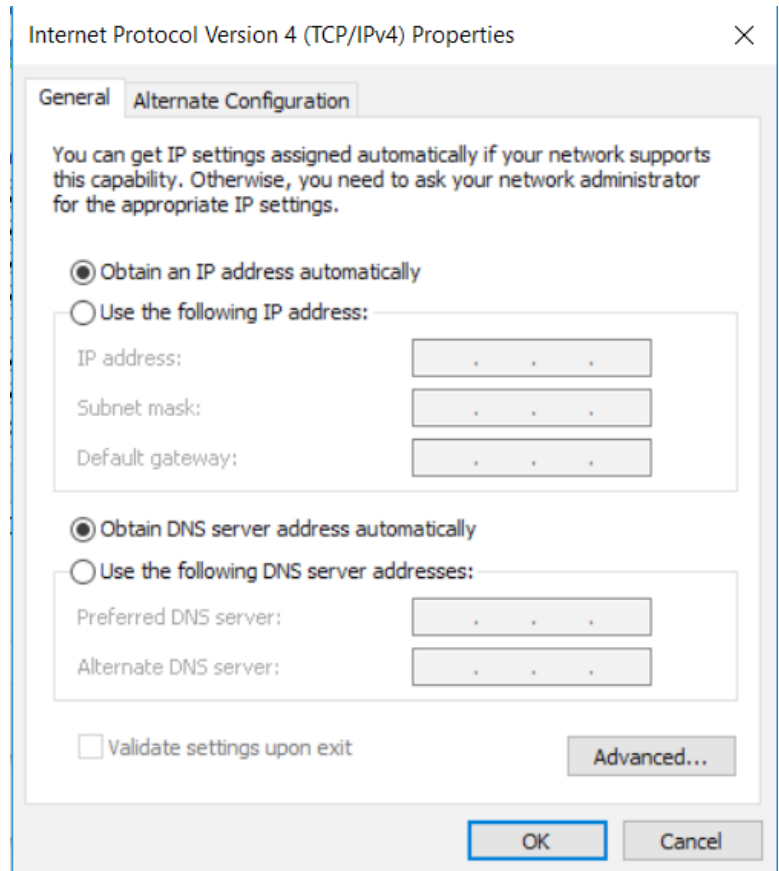 Internet Protocol Version 4 (TCP/IPv4) Properties
General
Alternate Configuration
You can get IP settings assigned automatically if your network supports
this capability. Otherwise, you need to ask your network administrator
for the appropriate IP settings.
Obtain an IP address automatically
Use the following IP address:
IP address:
Subnet mask:
Default gateway:
Obtain DNS server address automatically
Use the following DNS server addresses:
Preferred DNS server:
Alternate DNS server:
Validate settings upon exit
Advanced...
OK
Cancel